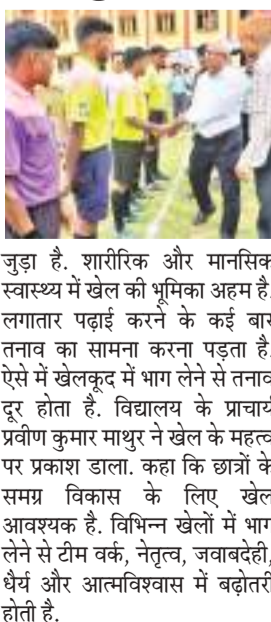 जुड़ा है. शारीरिक और मानसिक
स्वास्थ्य में खेल की भूमिका अहम है.
लगातार पढ़ाई करने के कई बार
तनाव का सामना करना पड़ता है.
ऐसे में खेलकूद में भाग लेने से तनाव
दूर होता है. विद्यालय के प्राचार्य
प्रवीण कुमार माथुर ने खेल के महत्व
पर प्रकाश डाला. कहा कि छात्रों के
समग्र विकास के लिए खेल
आवश्यक है. विभिन्न खेलों में भाग
लेने से टीम वर्क, नेतृत्व, जवाबदेही,
धैर्य और आत्मविश्वास में बढ़ोतरी
होती है.